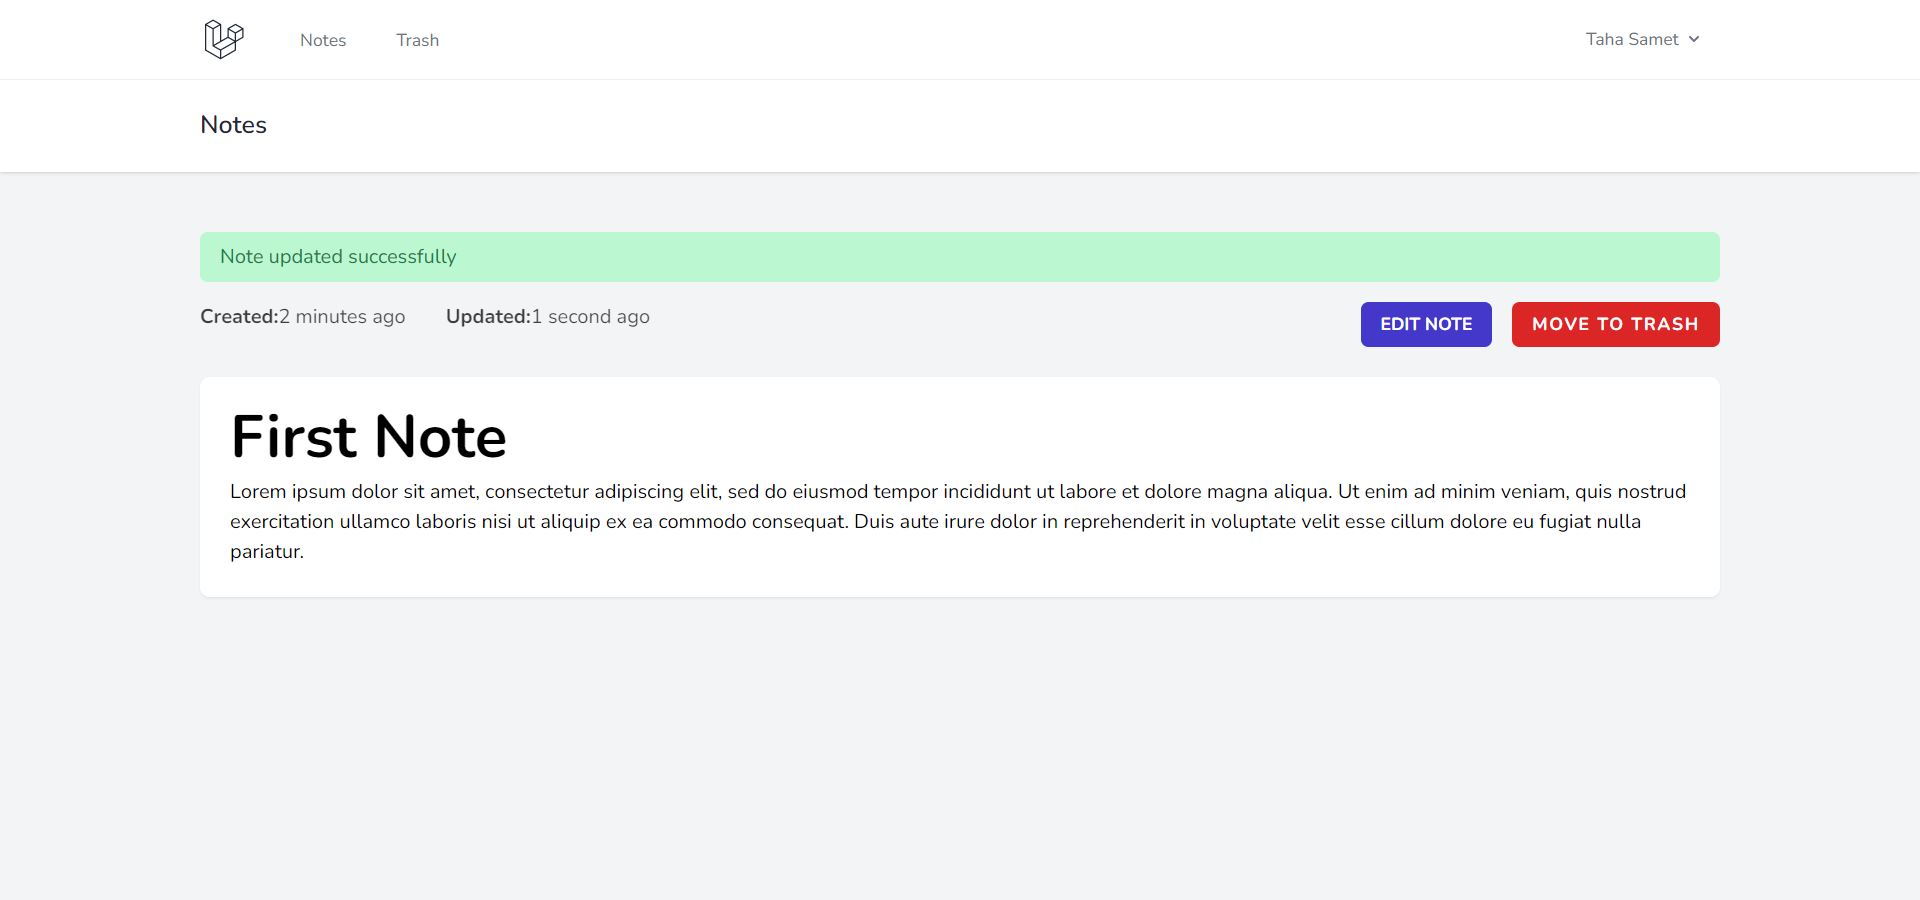 Notes Trash Taha Samet
Notes
Note updated successfully
Created:2 minutes ago Updated:1 second ago EDIT NOTE MOVE TO TRASH
First Note
Lorem ipsum dolor sit amet, consectetur adipiscing elit, sed do eiusmod tempor incididunt ut labore et dolore magna aliqua. Ut enim ad minim veniam, quis nostrud
exercitation ullamco laboris nisi ut aliquip ex ea commodo consequat. Duis aute irure dolor in reprehenderit in voluptate velit esse cillum dolore eu fugiat nulla
pariatur.